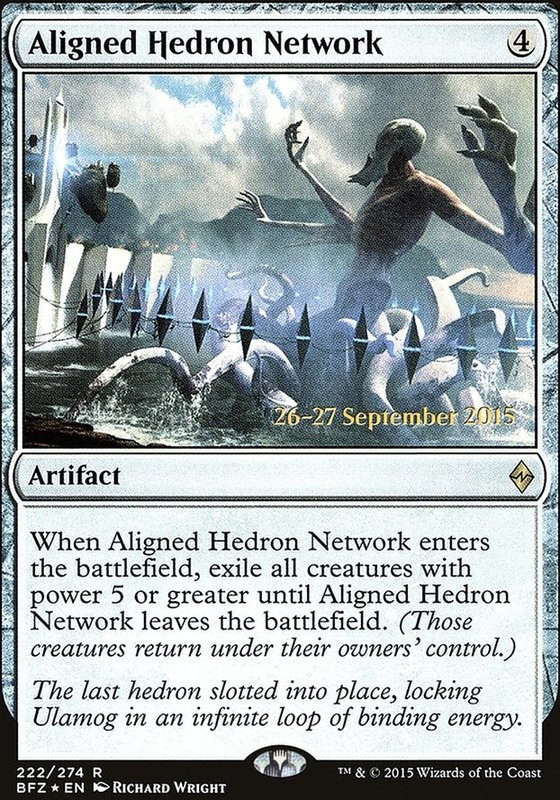 Aligned Hedron Network 4
26–27 September 2015
Artifact
When Aligned Hedron Network enters
the battlefield, exile all creatures with
power 5 or greater until Aligned Hedron
Network leaves the battlefield. (Those
creatures return under their owners’ control.)
The last hedron slotted into place, locking
Ulamog in an infinite loop of binding energy.
222/274 R
BFZ ★ EN Richard Wright
™ & © 2015 Wizards of the Coast